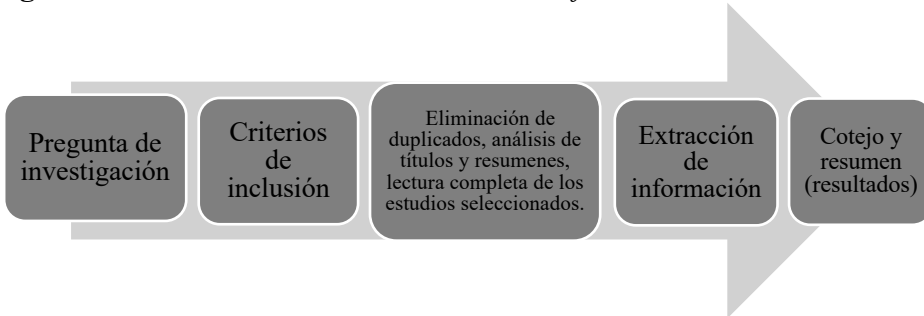 Pregunta de
investigación
Criterios
de
inclusión
Eliminación de
duplicados, análisis de
títulos y resumenes,
lectura completa de los
estudios seleccionados.
Extracción
de
información
Cotejo y
resumen
(resultados)